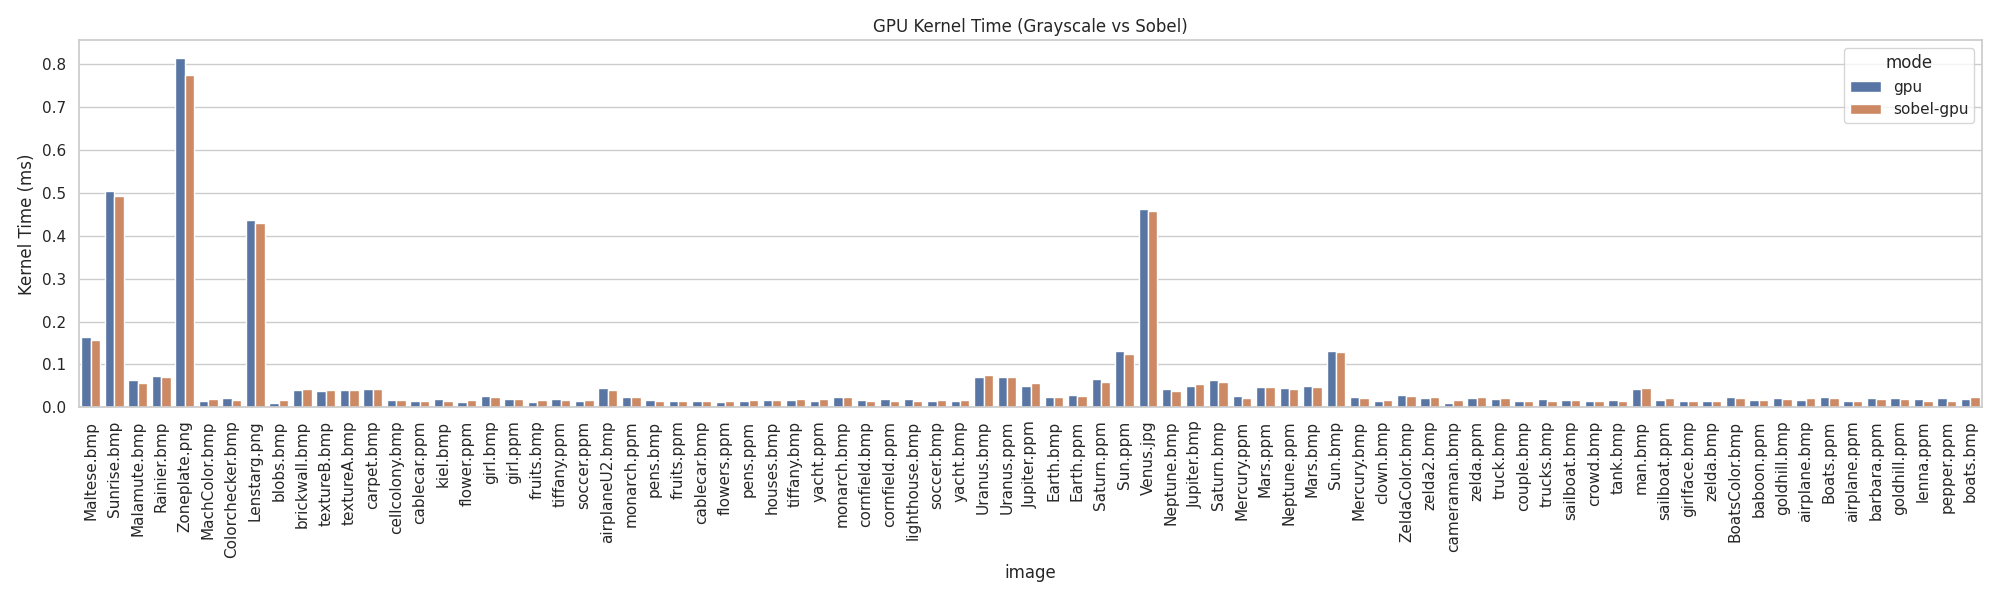 GPU Kernel Time (Grayscale vs Sobel)
mode
gpu
sobel-gpu
Kernel Time (ms)
0.8
0.7
0.6
0.5
0.4
0.3
0.2
0.1
0.0
Maltese.bmp
Sunrise.bmp
Malamute.bmp
Rainier.bmp
Zoneplate.png
MachColor.bmp
Colorchecker.bmp
Lenstarg.png
blobs.bmp
brickwall.bmp
textureB.bmp
textureA.bmp
carpet.bmp
cellcolony.bmp
cablecar.ppm
kiel.bmp
flower.ppm
girl.bmp
girl.ppm
fruits.bmp
tiffany.ppm
soccer.ppm
airplaneU2.bmp
monarch.ppm
pens.bmp
fruits.ppm
cablecar.bmp
flowers.ppm
pens.ppm
houses.bmp
tiffany.bmp
yacht.ppm
monarch.bmp
cornfield.bmp
cornfield.ppm
lighthouse.bmp
soccer.bmp
yacht.bmp
Uranus.bmp
Uranus.ppm
Jupiter.ppm
Earth.bmp
Earth.ppm
Saturn.ppm
Sun.ppm
Venus.jpg
Neptune.bmp
Jupiter.bmp
Saturn.bmp
Mercury.ppm
Mars.ppm
Neptune.ppm
Mars.bmp
Sun.bmp
Mercury.bmp
clown.bmp
ZeldaColor.bmp
zelda2.bmp
cameraman.bmp
zelda.ppm
truck.bmp
couple.bmp
trucks.bmp
sailboat.bmp
crowd.bmp
tank.bmp
man.bmp
sailboat.ppm
girlface.bmp
zelda.bmp
BoatsColor.bmp
baboon.ppm
goldhill.bmp
airplane.bmp
Boats.ppm
airplane.ppm
barbara.ppm
goldhill.ppm
lenna.ppm
pepper.ppm
boats.bmp
image